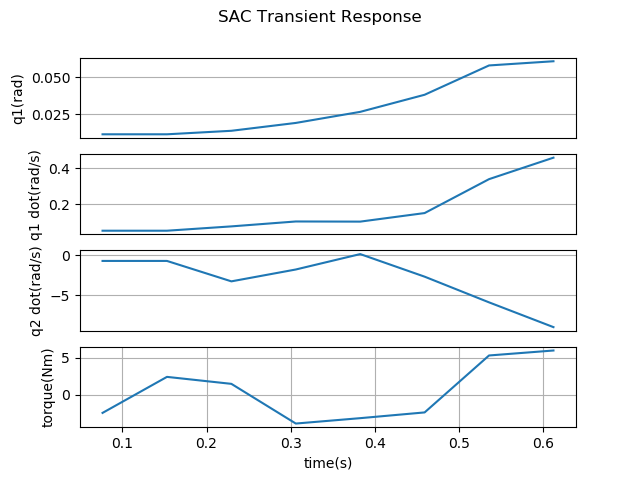 SAC Transient Response
q1(rad)
0.050
0.025
q1 dot(rad/s)
0.4
0.2
q2 dot(rad/s)
0
−5
torque(Nm)
5
0
0.1 0.2 0.3 0.4 0.5 0.6
time(s)